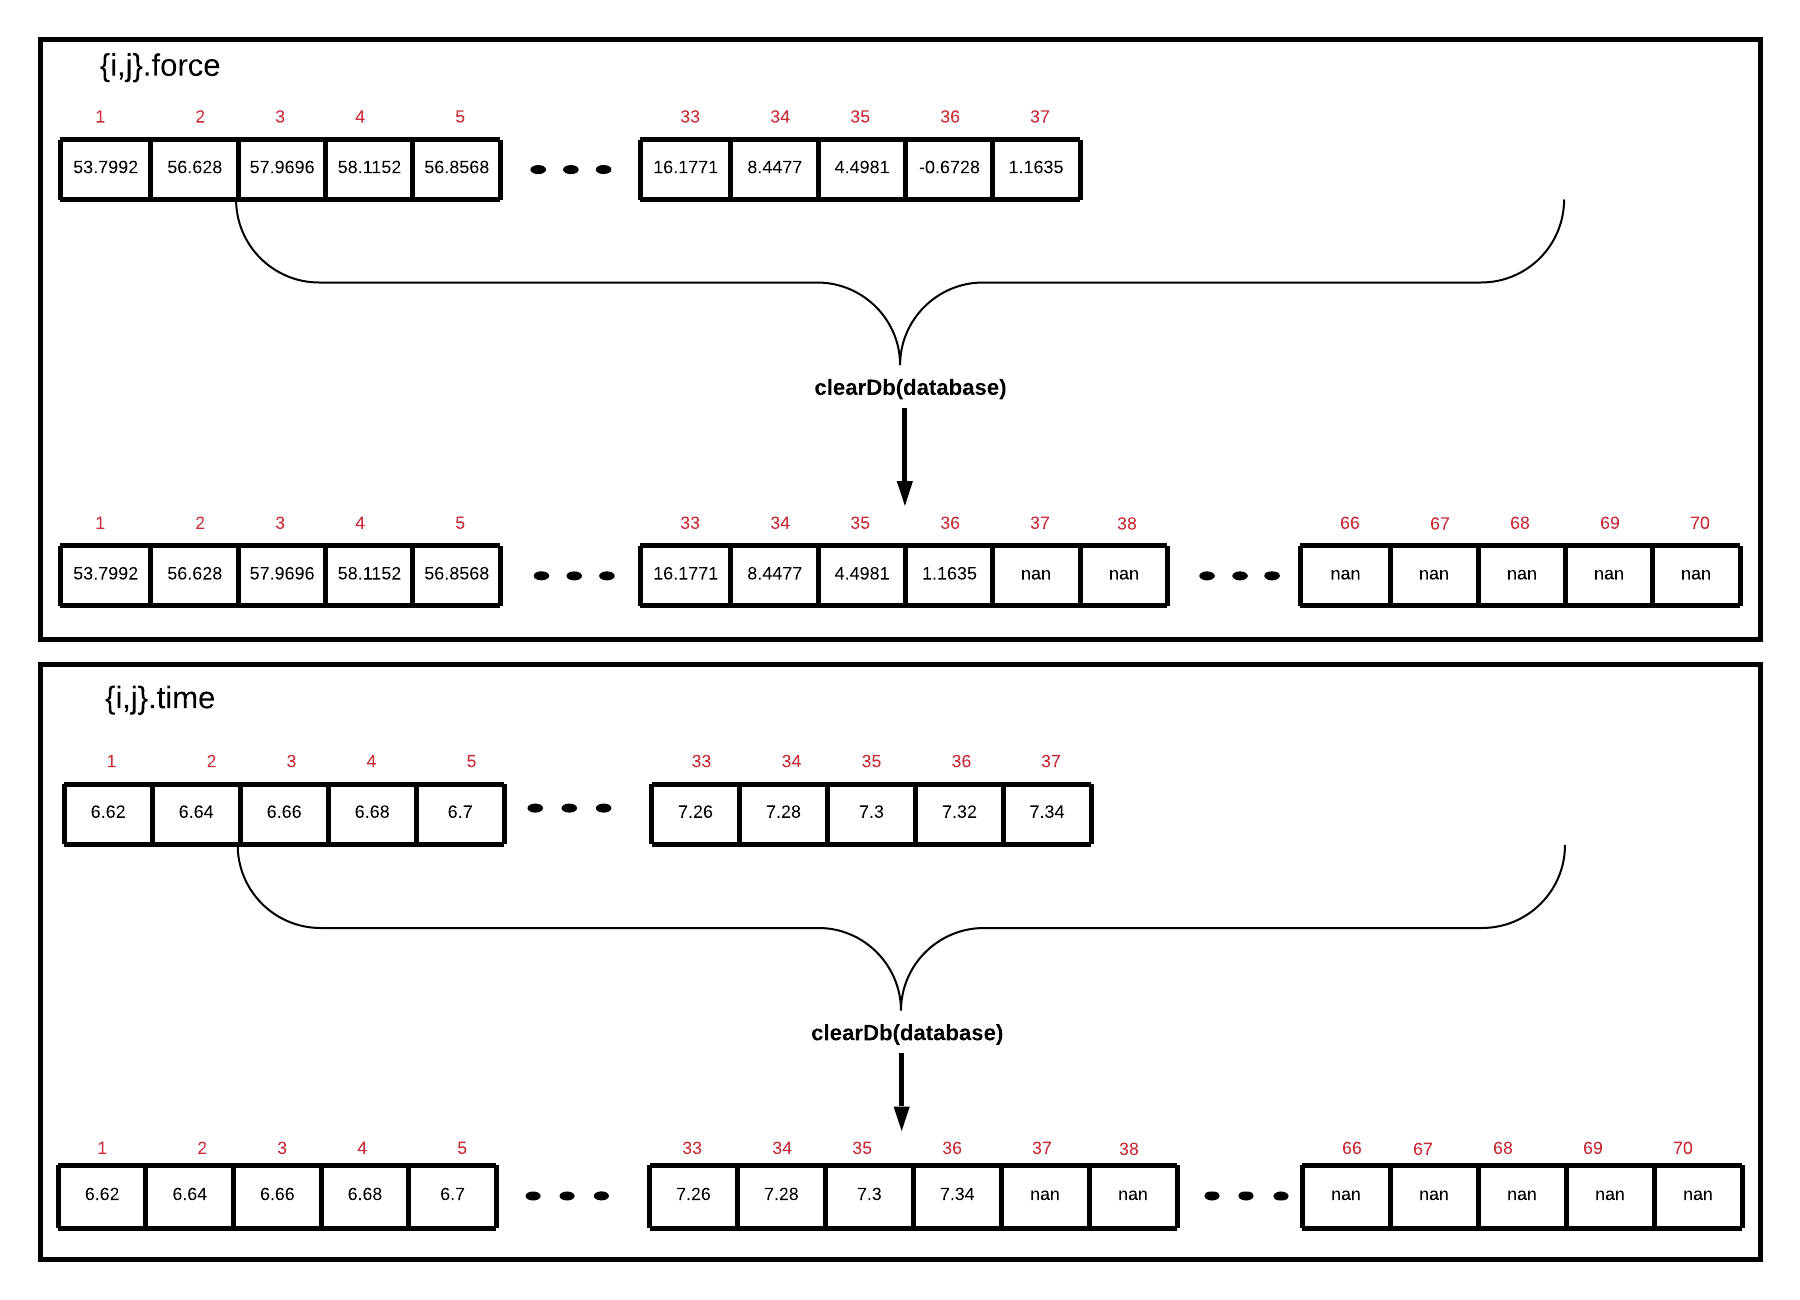 {i,j}.force
1 2 3 4 5 33 34 35 36 37
53.7992 56.628 57.9696 58.1152 56.8568 16.1771 8.4477 4.4981 -0.6728 1.1635
clearDb(database)
1 2 3 4 5 33 34 35 36 37 38 66 67 68 69 70
53.7992 56.628 57.9696 58.1152 56.8568 16.1771 8.4477 4.4981 1.1635 nan nan nan nan nan nan nan
{i,j}.time
1 2 3 4 5 33 34 35 36 37
6.62 6.64 6.66 6.68 6.7 7.26 7.28 7.3 7.32 7.34
clearDb(database)
1 2 3 4 5 33 34 35 36 37 38 66 67 68 69 70
6.62 6.64 6.66 6.68 6.7 7.26 7.28 7.3 7.34 nan nan nan nan nan nan nan